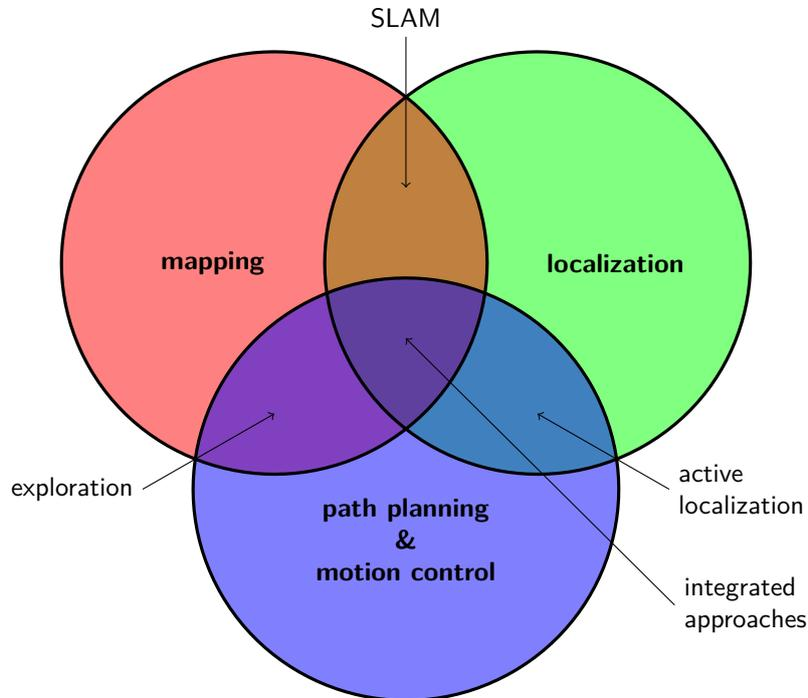 SLAM
mapping
localization
exploration
path planning
&
motion control
active
localization
integrated
approaches